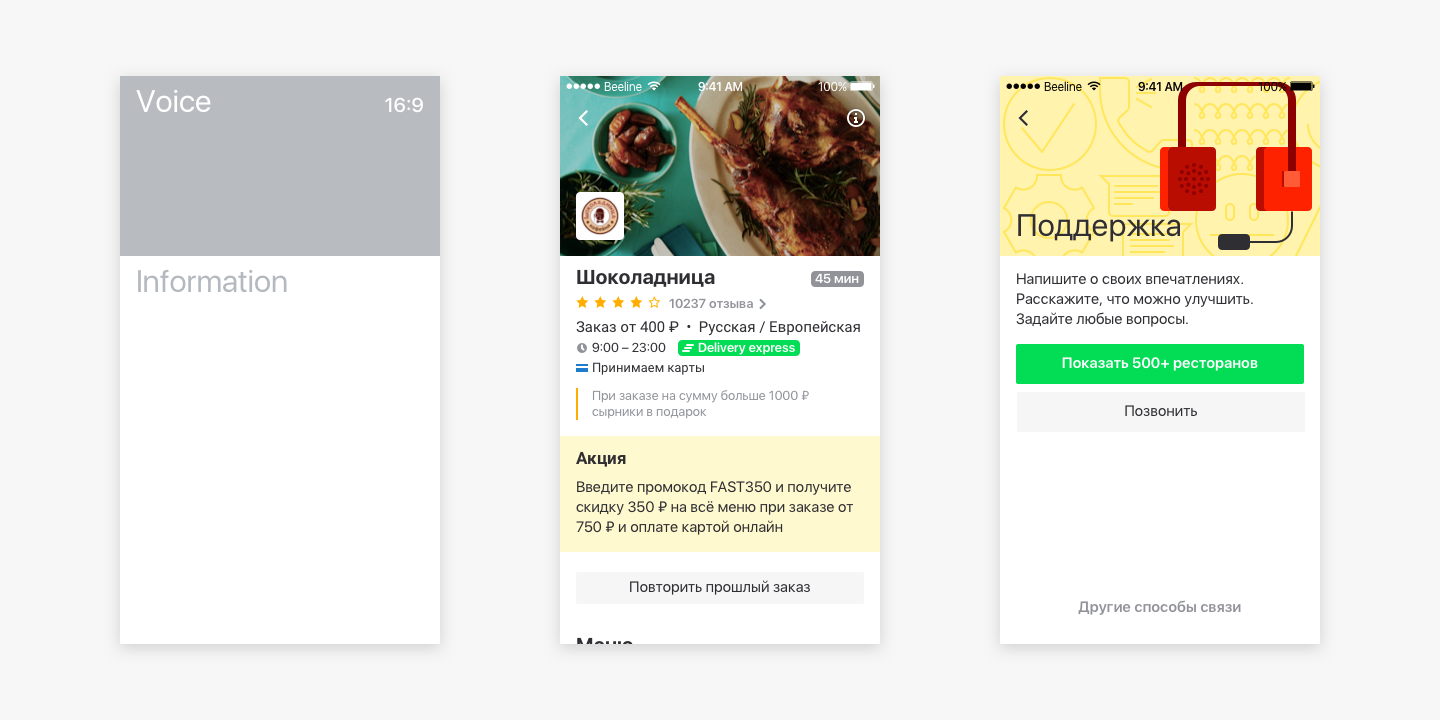 Voice
16:9
Information
Beeline
9:41 AM
100%
Шоколадница
45 мин
10237 отзыва
Заказ от 400 ₽ • Русская / Европейская
9:00 – 23:00
Delivery express
Принимаем карты
При заказе на сумму больше 1000 ₽
сырники в подарок
Акция
Введите промокод FAST350 и получите
скидку 350 ₽ на всё меню при заказе от
750 ₽ и оплате картой онлайн
Повторить прошлый заказ
Меню
Beeline
9:41 AM
100%
Поддержка
Напишите о своих впечатлениях.
Расскажите, что можно улучшить.
Задайте любые вопросы.
Показать 500+ ресторанов
Позвонить
Другие способы связи